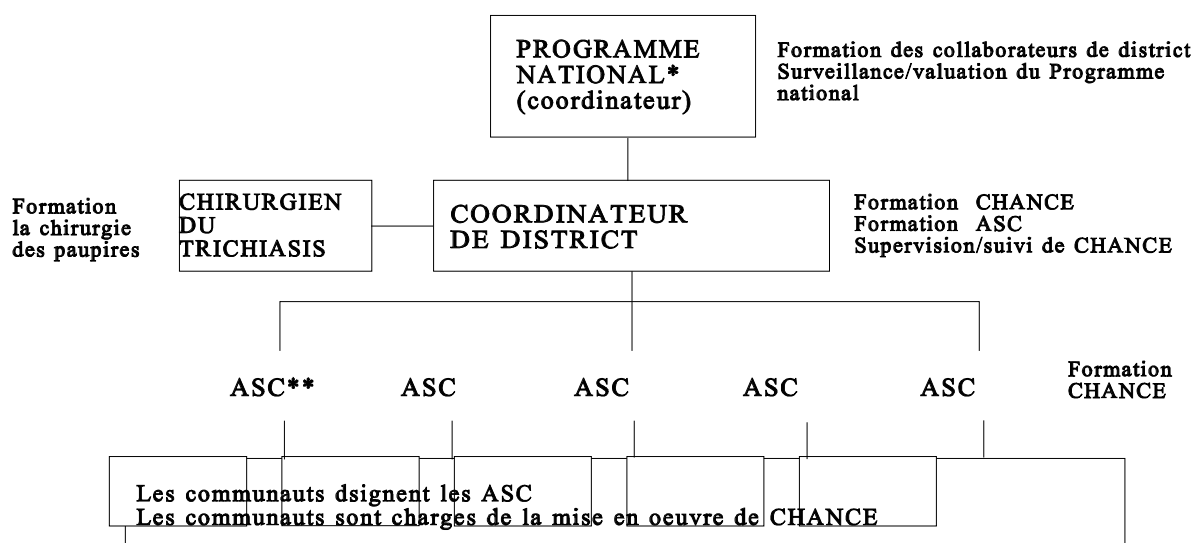 PROGRAMME
NATIONAL*
(coordinateur)
Formation des collaborateurs de district
Surveillance/valuation du Programme
national
Formation
la chirurgie
des paupires
CHIRURGIEN
DU
TRICHIASIS
COORDINATEUR
DE DISTRICT
Formation CHANCE
Formation ASC
Supervision/suivi de CHANCE
ASC**
ASC
ASC
ASC
ASC
Formation
CHANCE
Les communauts dsignent les ASC
Les communauts sont charges de la mise en oeuvre de CHANCE